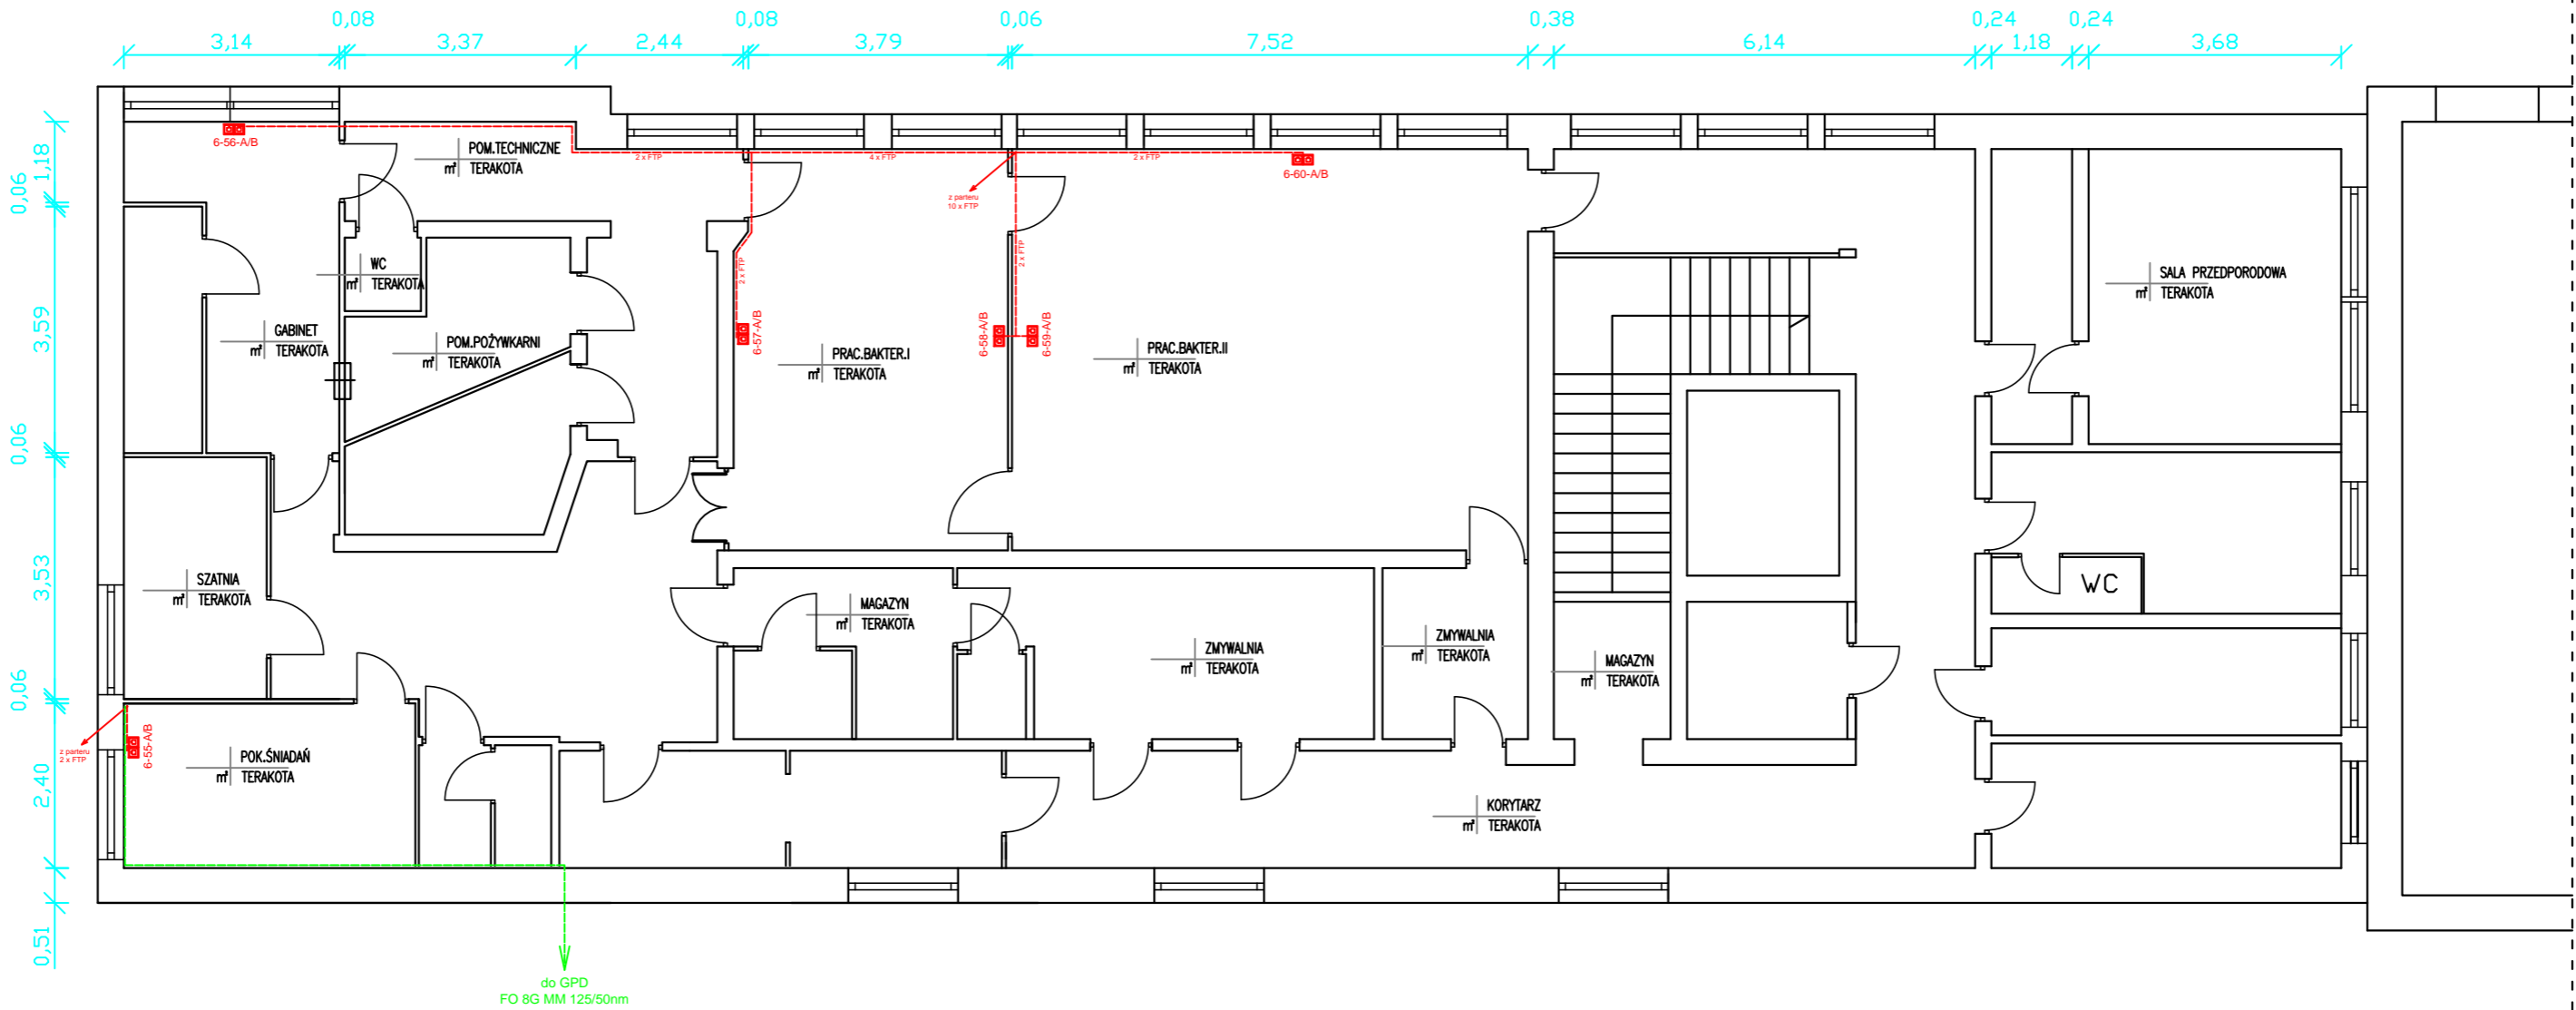 0,08
0,08
0,06
0,38
0,24
0,24
3,14
3,37
2,44
3,79
7,52
6,14
1,18
3,68
1,18
0,06
3,59
0,06
3,53
0,06
2,40
0,51
6-56-A/B
POM.TECHNICZNE
m² TERAKOTA
2 x FTP
4 x FTP
2 x FTP
6-60-A/B
z parteru
10 x FTP
WC
m² TERAKOTA
2 x FTP
2 x FTP
SALA PRZEDPORODOWA
m² TERAKOTA
GABINET
m² TERAKOTA
POM.POŻYWKARNI
m² TERAKOTA
6-57-A/B
PRAC.BAKTER.I
m² TERAKOTA
6-58-A/B
6-59-A/B
PRAC.BAKTER.II
m² TERAKOTA
SZATNIA
m² TERAKOTA
MAGAZYN
m² TERAKOTA
ZMYWALNIA
m² TERAKOTA
ZMYWALNIA
m² TERAKOTA
MAGAZYN
m² TERAKOTA
WC
z parteru
2 x FTP
6-55-A/B
POK.ŚNIADAŃ
m² TERAKOTA
KORYTARZ
m² TERAKOTA
do GPD
FO 8G MM 125/50nm